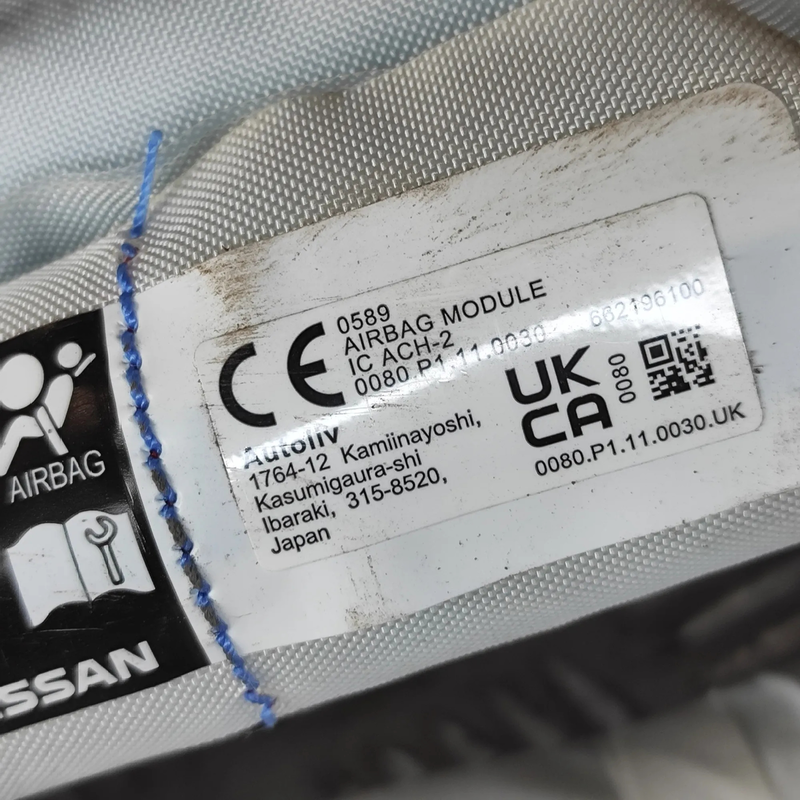 AIRBAG
SSAN
0589
AIRBAG MODULE
IC ACH-2
0080.P1.11.0030
662196100
CE
Autoliv
1764-12 Kamiinayoshi,
Kasumigaura-shi
Ibaraki, 315-8520,
Japan
UK
CA
0080
0080.P1.11.0030.UK